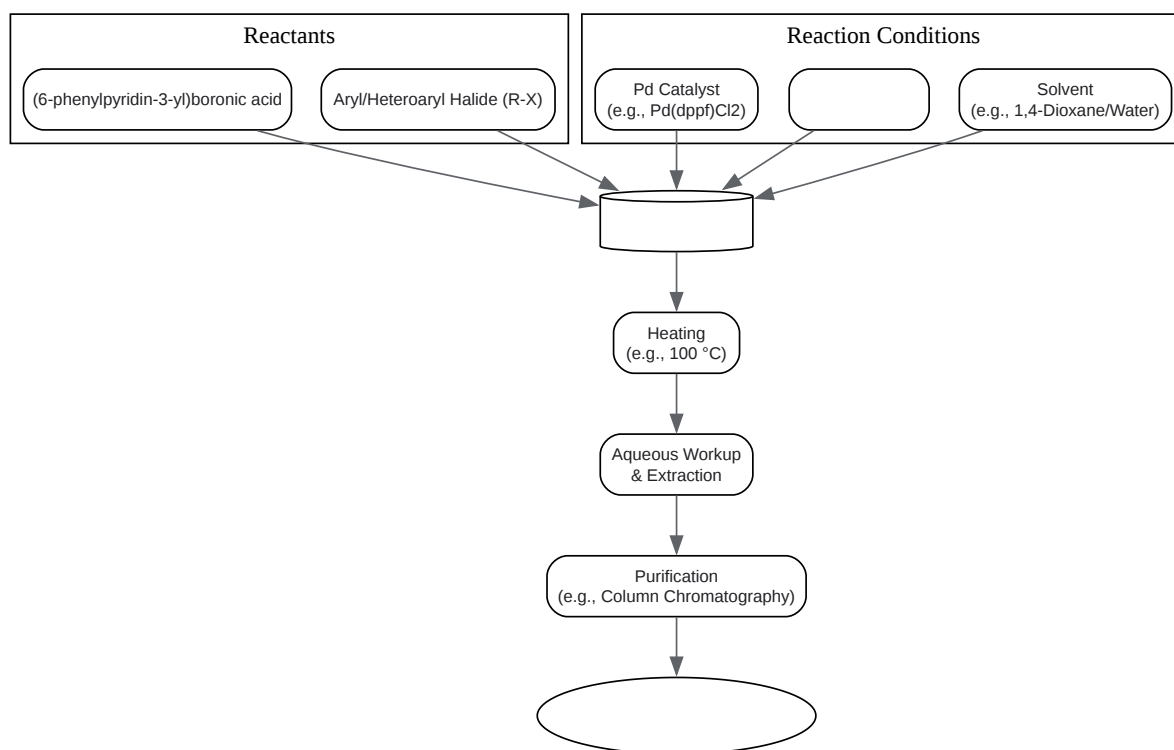 Reactants
Reaction Conditions
(6-phenylpyridin-3-yl)boronic acid
Aryl/Heteroaryl Halide (R-X)
Pd Catalyst
(e.g., Pd(dppf)Cl2)
Solvent
(e.g., 1,4-Dioxane/Water)
Heating
(e.g., 100 °C)
Aqueous Workup
& Extraction
Purification
(e.g., Column Chromatography)